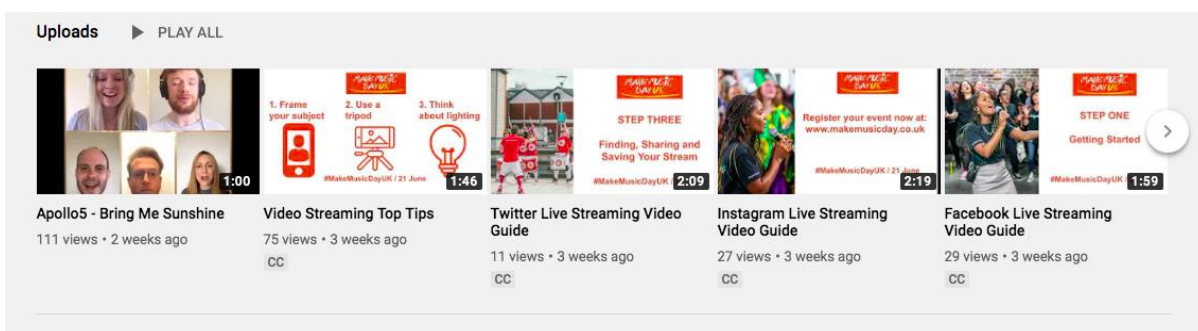 Uploads PLAY ALL
1:00
Apollo5 - Bring Me Sunshine
111 views • 2 weeks ago
MAKE MUSIC
DAY UK
1. Frame
your subject
2. Use a
tripod
3. Think
about lighting
#MakeMusicDayUK / 21 June
1:46
Video Streaming Top Tips
75 views • 3 weeks ago
CC
MAKE MUSIC
DAY UK
STEP THREE
Finding, Sharing and
Saving Your Stream
#MakeMusicDayUK /
2:09
Twitter Live Streaming Video
Guide
11 views • 3 weeks ago
CC
MAKE MUSIC
DAY UK
Register your event now at:
www.makemusicday.co.uk
#MakeMusicDayUK / 21 June
2:19
Instagram Live Streaming
Video Guide
27 views • 3 weeks ago
CC
MAKE MUSIC
DAY UK
STEP ONE
Getting Started
#MakeMusicDayUK /
1:59
Facebook Live Streaming
Video Guide
29 views • 3 weeks ago
CC